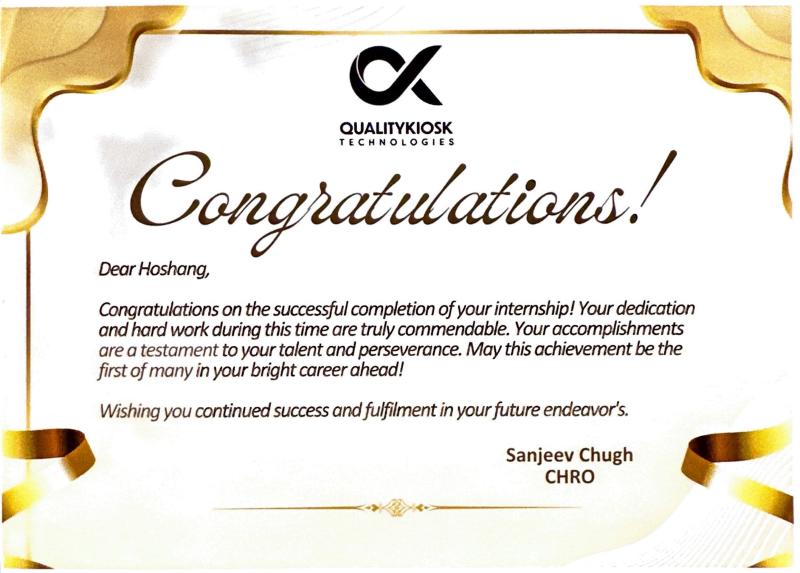 QUALITYKIOSK
TECHNOLOGIES
Congratulations!
Dear Hoshang,
Congratulations on the successful completion of your internship! Your dedication
and hard work during this time are truly commendable. Your accomplishments
are a testament to your talent and perseverance. May this achievement be the
first of many in your bright career ahead!
Wishing you continued success and fulfilment in your future endeavor's.
Sanjeev Chugh
CHRO